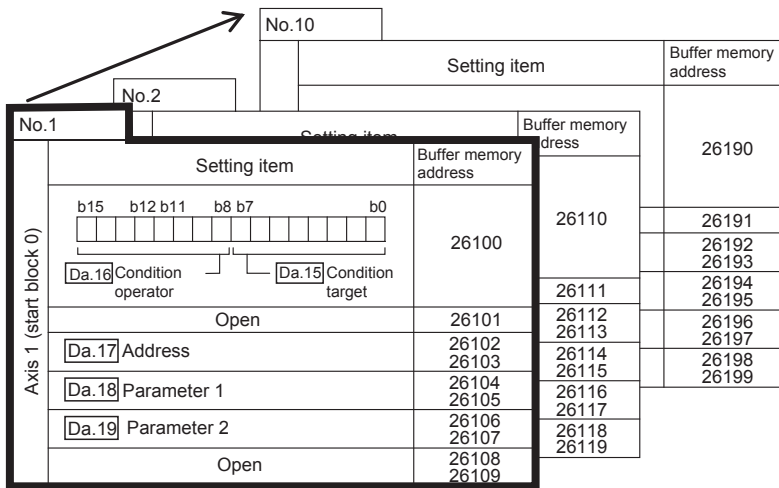 No.10
Setting item
Buffer memory
address
26190
26191
26192
26193
26194
26195
26196
26197
26198
26199
No.2
Setting item
Buffer memory
address
26110
26111
26112
26113
26114
26115
26116
26117
26118
26119
No.1
Axis 1 (start block 0)
Setting item
Buffer memory
address
b15 b12 b11 b8 b7 b0
Da.16 Condition
operator
Da.15 Condition
target
26100
Open 26101
Da.17 Address 26102
26103
Da.18 Parameter 1 26104
26105
Da.19 Parameter 2 26106
26107
Open 26108
26109